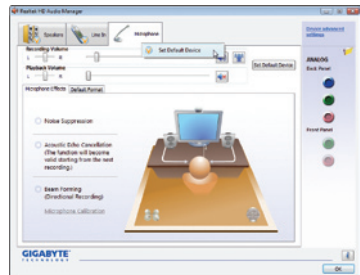 Realtek HD Audio Manager
Speakers
Line In
Microphone
Device advanced settings
Set Default Device
Recording Volume
L
R
Set Default Device
Playback Volume
L
R
ANALOG
Back Panel
Microphone Effects
Default Format
Noise Suppression
Acoustic Echo Cancellation
(The function will become
valid starting from the next
recording.)
Front Panel
Beam Forming
(Directional Recording)
Microphone Calibration
GIGABYTE
TECHNOLOGY
i
OK